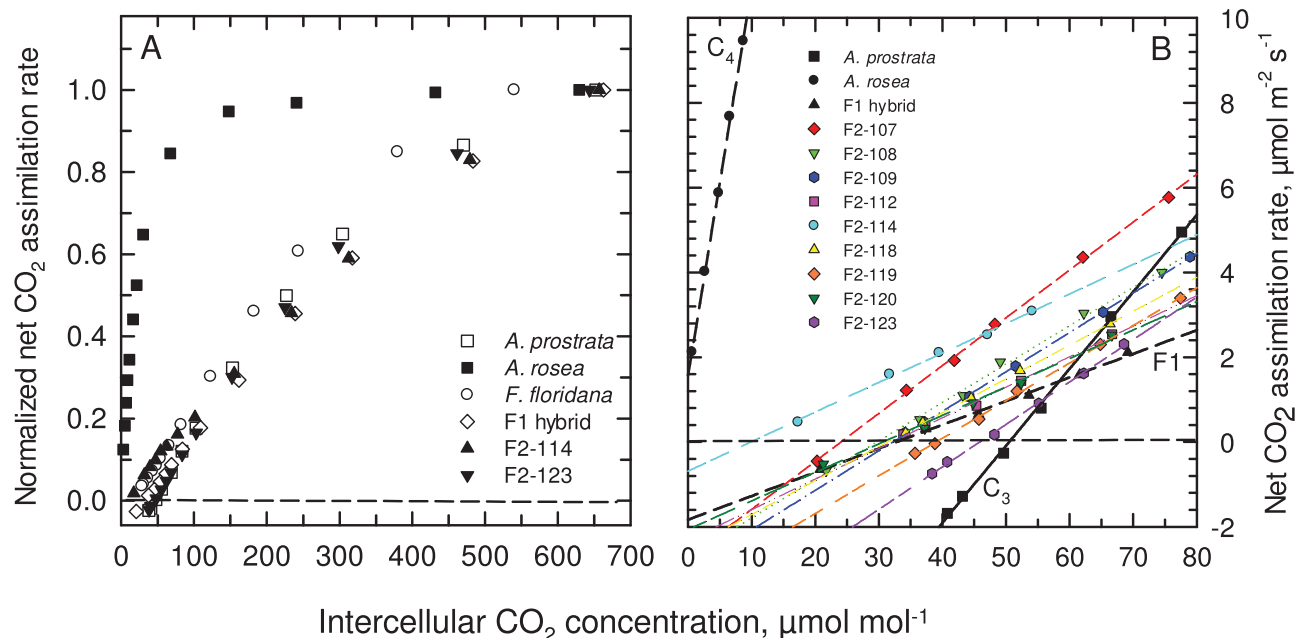 A
Normalized net CO2 assimilation rate
1.0
0.8
0.6
0.4
0.2
0.0
0 100 200 300 400 500 600 700
A. prostrata
A. rosea
F. floridana
F1 hybrid
F2-114
F2-123
B
C4
A. prostrata
A. rosea
F1 hybrid
F2-107
F2-108
F2-109
F2-112
F2-114
F2-118
F2-119
F2-120
F2-123
F1
C3
10
8
6
4
2
0
-2
0 10 20 30 40 50 60 70 80
Net CO2 assimilation rate, µmol m-2 s-1
Intercellular CO2 concentration, µmol mol-1